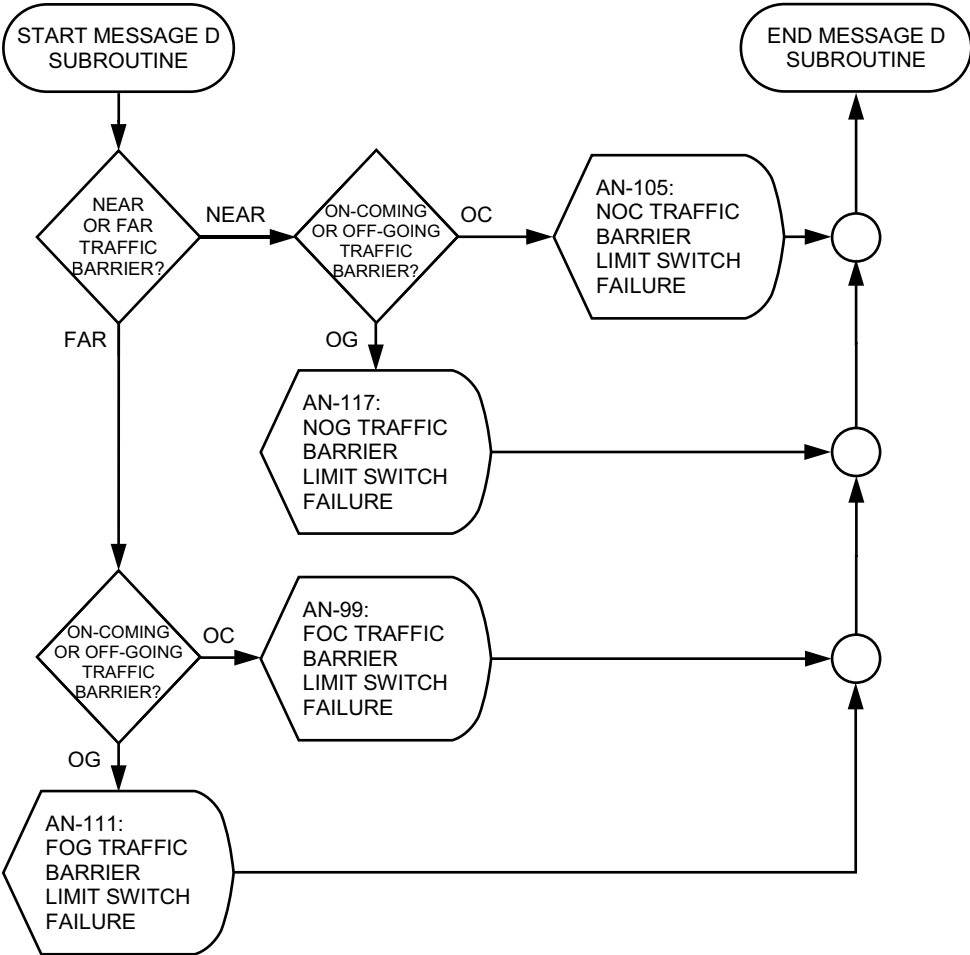 START MESSAGE D
SUBROUTINE
END MESSAGE D
SUBROUTINE
NEAR
OR FAR
TRAFFIC
BARRIER?
NEAR
ON-COMING
OR OFF-GOING
TRAFFIC
BARRIER?
OC
AN-105:
NOC TRAFFIC
BARRIER
LIMIT SWITCH
FAILURE
FAR
OG
AN-117:
NOG TRAFFIC
BARRIER
LIMIT SWITCH
FAILURE
ON-COMING
OR OFF-GOING
TRAFFIC
BARRIER?
OC
AN-99:
FOC TRAFFIC
BARRIER
LIMIT SWITCH
FAILURE
OG
AN-111:
FOG TRAFFIC
BARRIER
LIMIT SWITCH
FAILURE